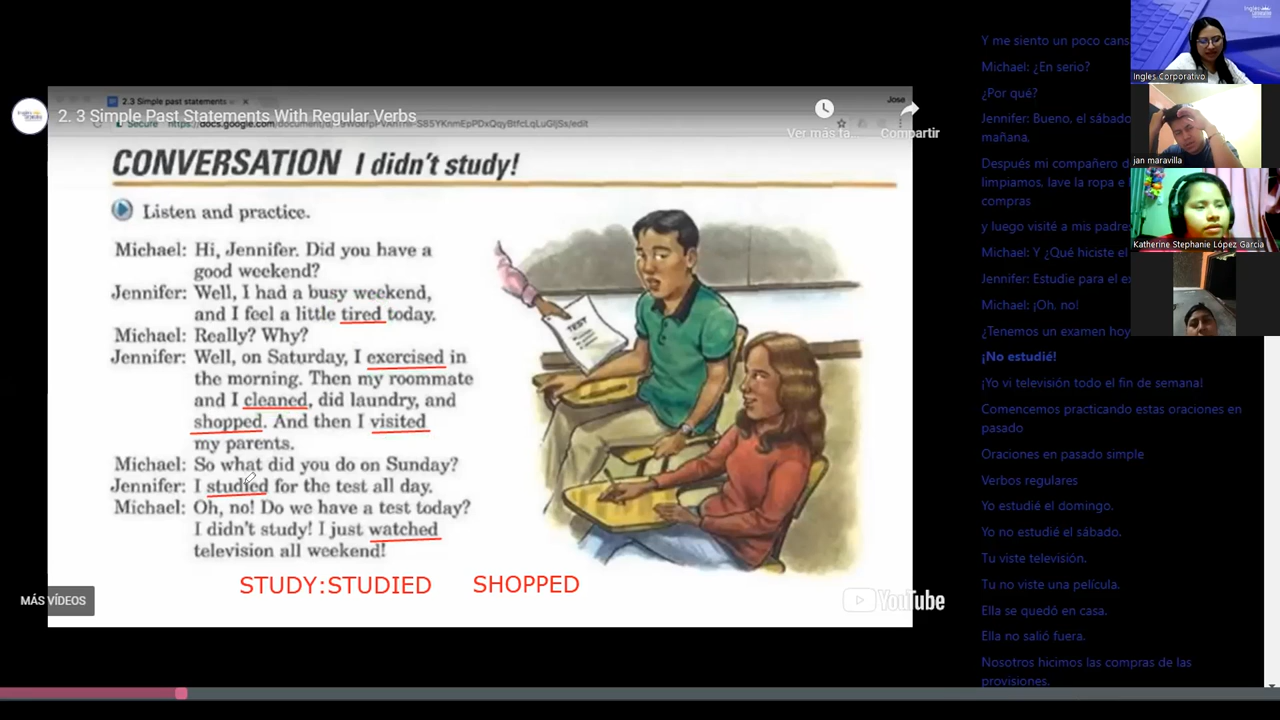 2.3 Simple past statements
Jose
2. 3 Simple Past Statements With Regular Verbs
Ver más ta...
Compartir
CONVERSATION I didn't study!
Listen and practice.
Michael: Hi, Jennifer. Did you have a
good weekend?
Jennifer: Well, I had a busy weekend,
and I feel a little tired today.
Michael: Really? Why?
Jennifer: Well, on Saturday, I exercised in
the morning. Then my roommate
and I cleaned, did laundry, and
shopped. And then I visited
my parents.
Michael: So what did you do on Sunday?
Jennifer: I studied for the test all day.
Michael: Oh, no! Do we have a test today?
I didn't study! I just watched
television all weekend!
TEST
STUDY:STUDIED SHOPPED
MÁS VÍDEOS
YouTube
Y me siento un poco cans
Michael: ¿En serio?
¿Por qué?
Jennifer: Bueno, el sábado
mañana.
Después mi compañero d
limpiamos, lave la ropa e
compras
y luego visité a mis padre
Michael: Y ¿Qué hiciste el
Jennifer: Estudie para el e
Michael: ¡Oh, no!
¿Tenemos un examen hoy
¡No estudié!
¡Yo vi televisión todo el fin de semana!
Comencemos practicando estas oraciones en
pasado
Oraciones en pasado simple
Verbos regulares
Yo estudié el domingo.
Yo no estudié el sábado.
Tu viste televisión.
Tu no viste una película.
Ella se quedó en casa.
Ella no salió fuera.
Nosotros hicimos las compras de las
provisiones.
Ingles Corporativo
jan maravilla
Katherine Stephanie López Garcia